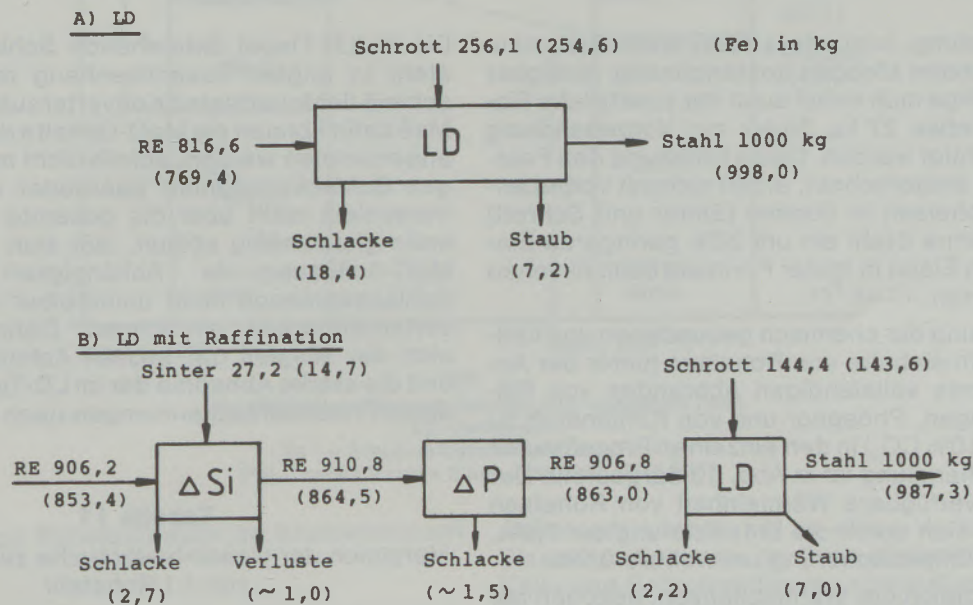 A) LD
Schrott 256,1 (254,6) (Fe) in kg
RE 816,6
(769,4)
LD
Stahl 1000 kg
(998,0)
Schlacke
(18,4)
Staub
(7,2)
B) LD mit Raffination
Sinter 27,2 (14,7)
Schrott 144,4 (143,6)
RE 906,2
(853,4)
ΔSi
RE 910,8
(864,5)
ΔP
RE 906,8
(863,0)
LD
Stahl 1000 kg
(987,3)
Schlacke
(2,7)
Verluste
(~1,0)
Schlacke
(~1,5)
Schlacke
(2,2)
Staub
(7,0)